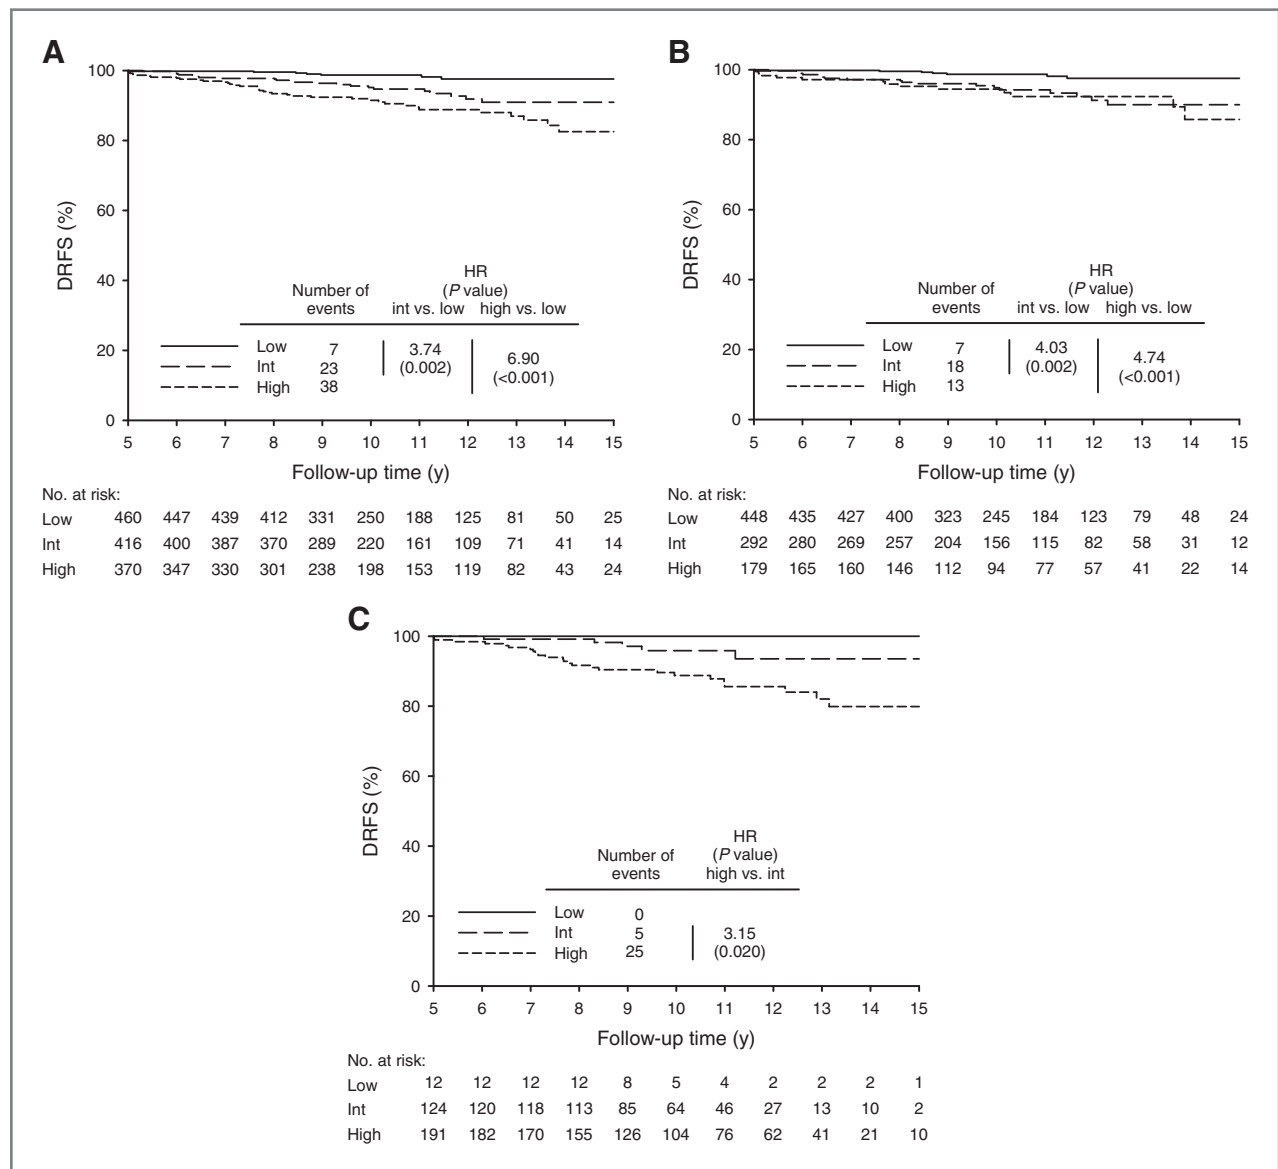 A
100
80
60
40
20
0
DRFS (%)
HR
Number of (P value)
events int vs. low high vs. low
Low 7 3.74
Int 23 (0.002) 6.90
High 38 (<0.001)
5 6 7 8 9 10 11 12 13 14 15
Follow-up time (y)
No. at risk:
Low 460 447 439 412 331 250 188 125 81 50 25
Int 416 400 387 370 289 220 161 109 71 41 14
High 370 347 330 301 238 198 153 119 82 43 24
B
100
80
60
40
20
0
DRFS (%)
HR
Number of (P value)
events int vs. low high vs. low
Low 7 4.03
Int 18 (0.002) 4.74
High 13 (<0.001)
5 6 7 8 9 10 11 12 13 14 15
Follow-up time (y)
No. at risk:
Low 448 435 427 400 323 245 184 123 79 48 24
Int 292 280 269 257 204 156 115 82 58 31 12
High 179 165 160 146 112 94 77 57 41 22 14
C
100
80
60
40
20
0
DRFS (%)
HR
Number of (P value)
events high vs. int
Low 0
Int 5 3.15
High 25 (0.020)
5 6 7 8 9 10 11 12 13 14 15
Follow-up time (y)
No. at risk:
Low 12 12 12 12 8 5 4 2 2 2 1
Int 124 120 118 113 85 64 46 27 13 10 2
High 191 182 170 155 126 104 76 62 41 21 10